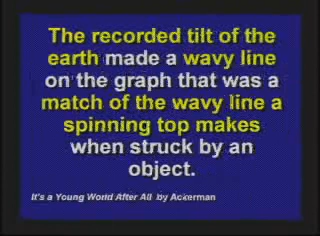 The recorded tilt of the
earth made a wavy line
on the graph that was a
match of the wavy line a
spinning top makes
when struck by an
object.
It's a Young World After All by Ackerman